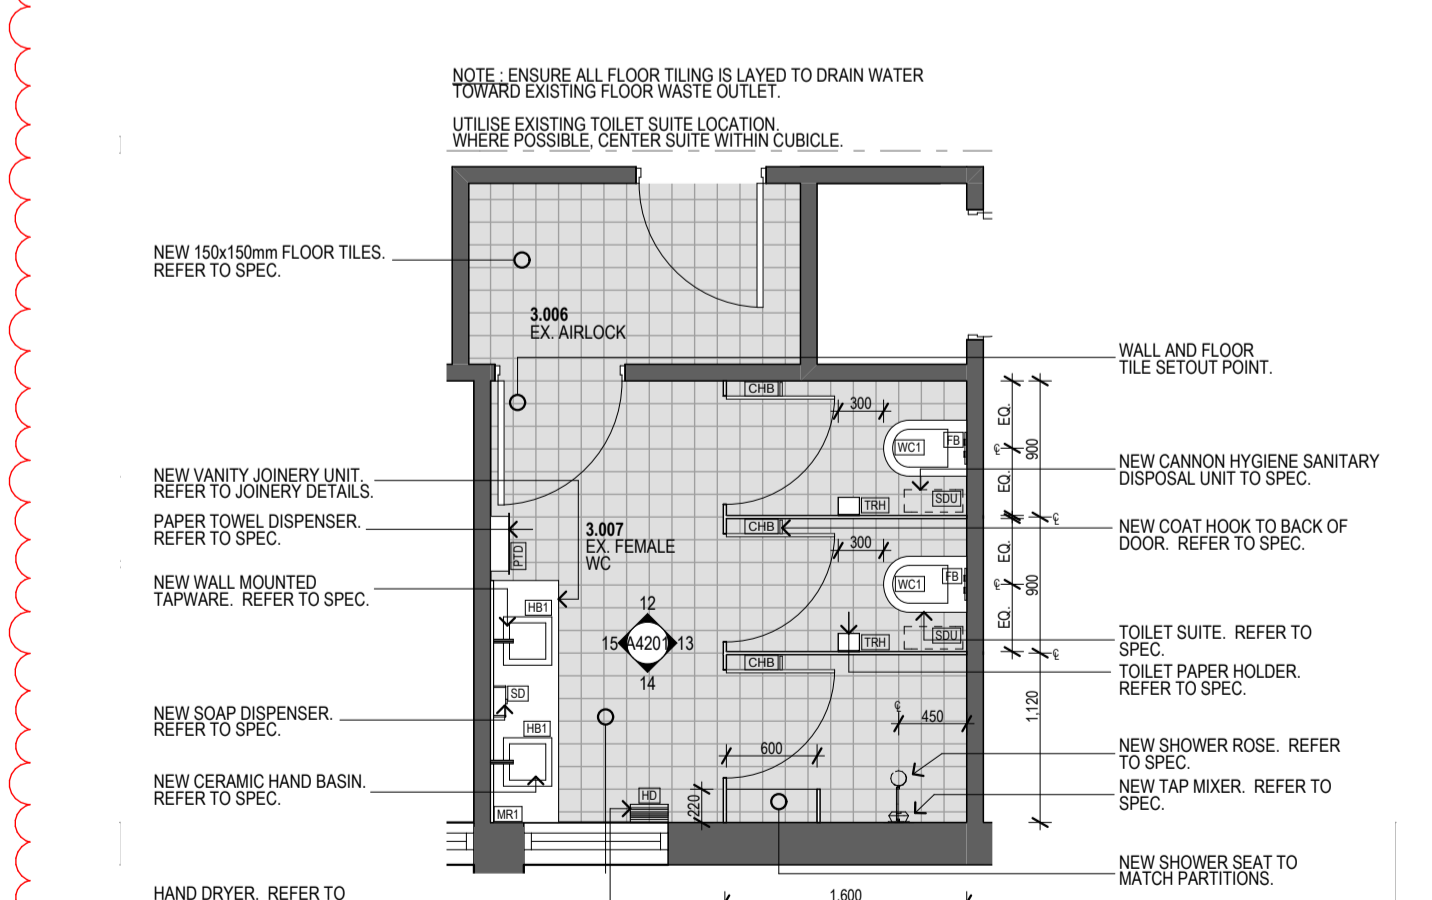 NOTE : ENSURE ALL FLOOR TILING IS LAYED TO DRAIN WATER
TOWARD EXISTING FLOOR WASTE OUTLET.
UTILISE EXISTING TOILET SUITE LOCATION.
WHERE POSSIBLE, CENTER SUITE WITHIN CUBICLE.
NEW 150x150mm FLOOR TILES.
REFER TO SPEC.
3.006
EX. AIRLOCK
WALL AND FLOOR
TILE SETOUT POINT.
CHB
300
WC1
FB
EQ.
900
EQ.
NEW CANNON HYGIENE SANITARY
DISPOSAL UNIT TO SPEC.
NEW VANITY JOINERY UNIT.
REFER TO JOINERY DETAILS.
TRH
SDU
PAPER TOWEL DISPENSER.
REFER TO SPEC.
PTD
3.007
EX. FEMALE
WC
CHB
NEW COAT HOOK TO BACK OF
DOOR. REFER TO SPEC.
300
WC1
FB
EQ.
900
EQ.
NEW WALL MOUNTED
TAPWARE. REFER TO SPEC.
HB1
12
15
A4201
13
14
TRH
SDU
TOILET SUITE. REFER TO
SPEC.
CHB
TOILET PAPER HOLDER.
REFER TO SPEC.
SD
NEW SOAP DISPENSER.
REFER TO SPEC.
HB1
450
1,120
600
NEW SHOWER ROSE. REFER
TO SPEC.
NEW CERAMIC HAND BASIN.
REFER TO SPEC.
NEW TAP MIXER. REFER TO
SPEC.
HD
220
MR1
NEW SHOWER SEAT TO
MATCH PARTITIONS.
HAND DRYER. REFER TO
1,600